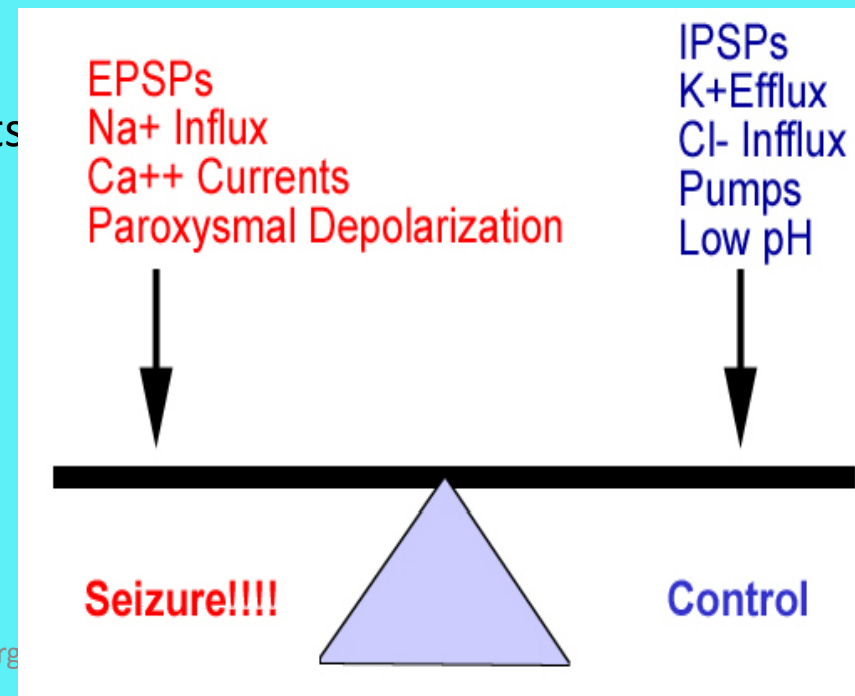 EPSPs
Na+ Influx
Ca++ Currents
Paroxysmal Depolarization
IPSPs
K+Efflux
Cl- Infflux
Pumps
Low pH
Seizure!!!!
Control